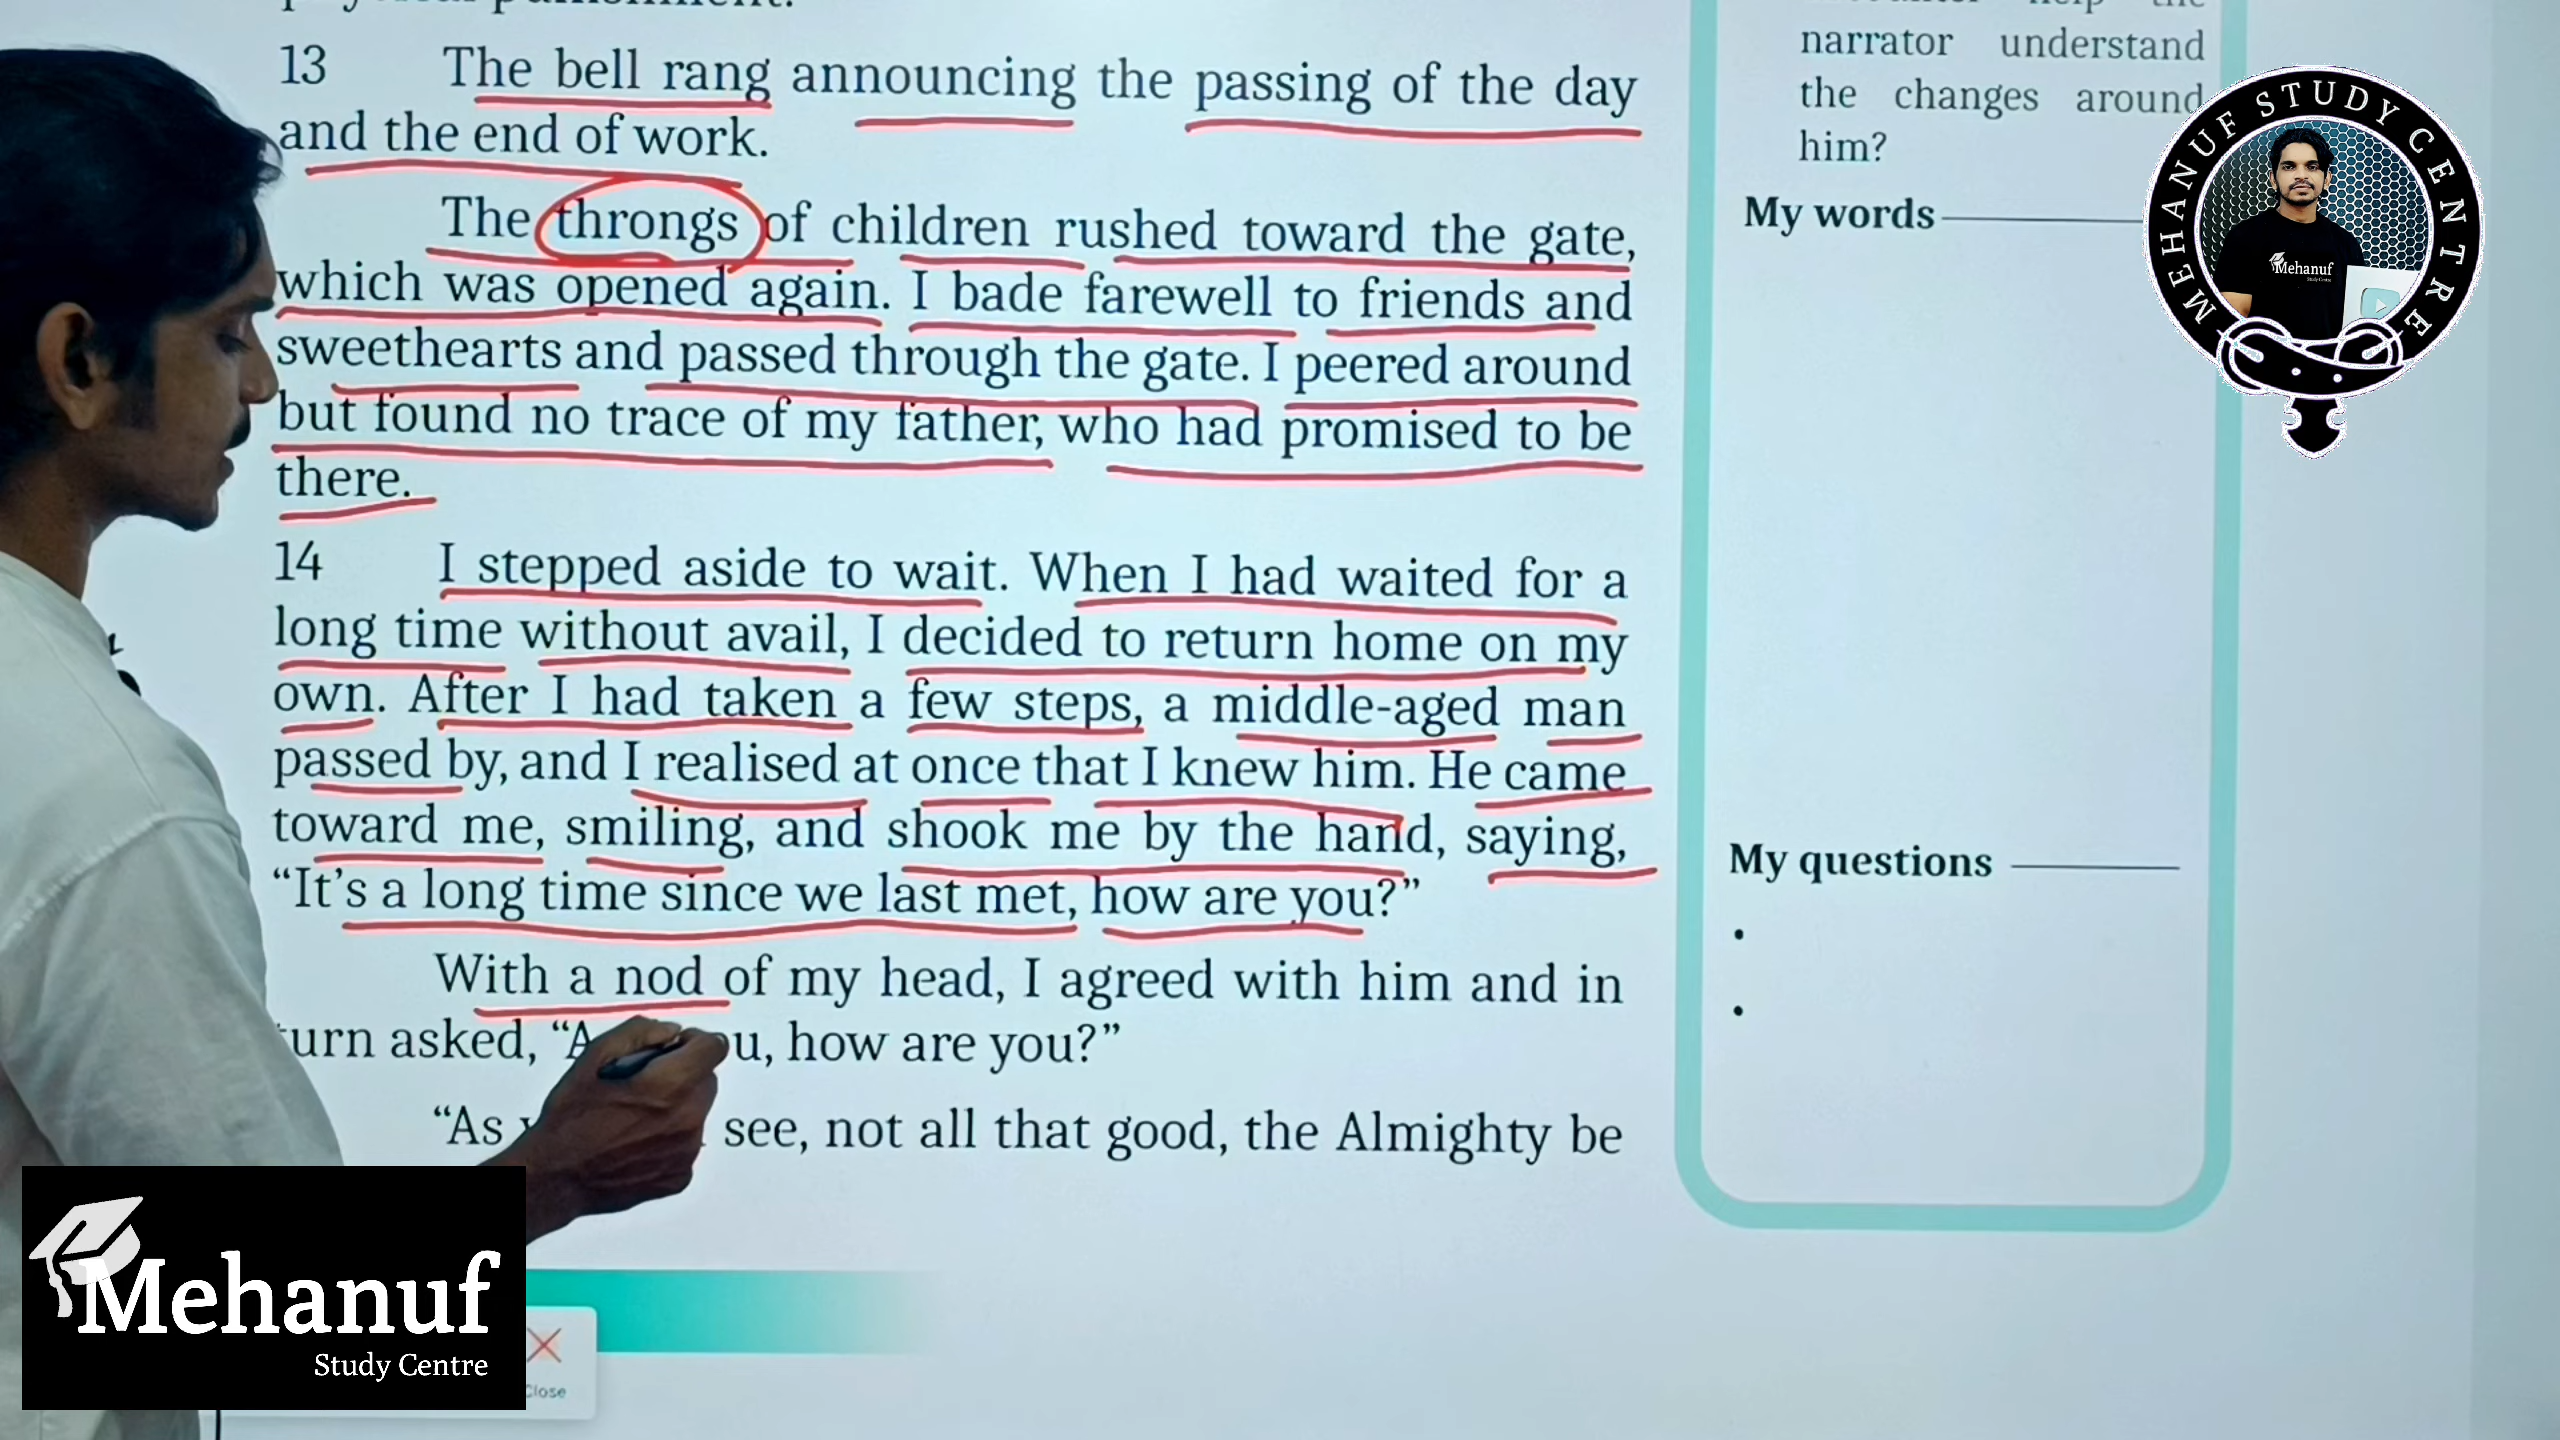 13 The bell rang announcing the passing of the day
and the end of work.
The throngs of children rushed toward the gate,
which was opened again. I bade farewell to friends and
sweethearts and passed through the gate. I peered around
but found no trace of my father, who had promised to be
there.
14 I stepped aside to wait. When I had waited for a
long time without avail, I decided to return home on my
own. After I had taken a few steps, a middle-aged man
passed by, and I realised at once that I knew him. He came
toward me, smiling, and shook me by the hand, saying,
“It’s a long time since we last met, how are you?”
With a nod of my head, I agreed with him and in
urn asked, “A ou, how are you?”
“As see, not all that good, the Almighty be
narrator understand
the changes around
him?
My words
My questions
•
•
MEHANUF STUDY CENTRE
Mehanuf
Study Centre
Mehanuf
Study Centre
Close